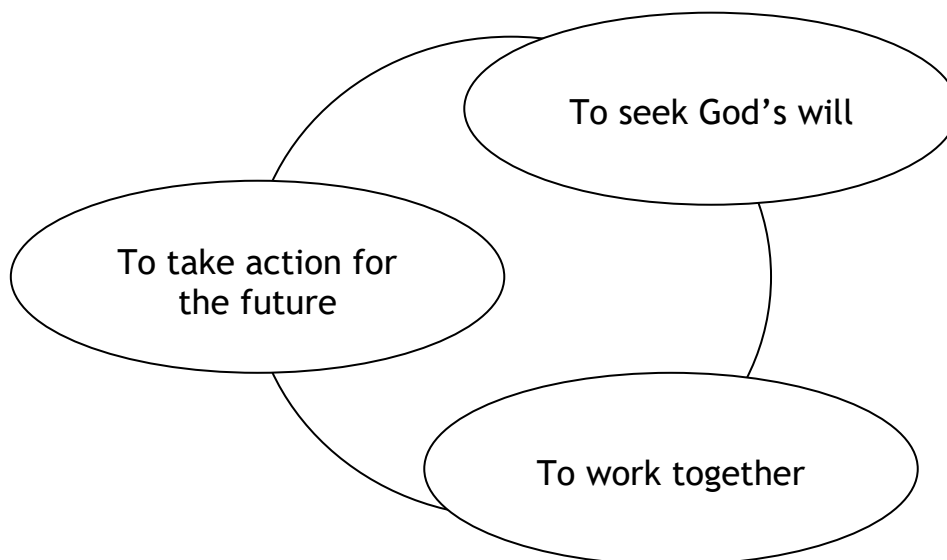 To seek God’s will
To take action for
the future
To work together